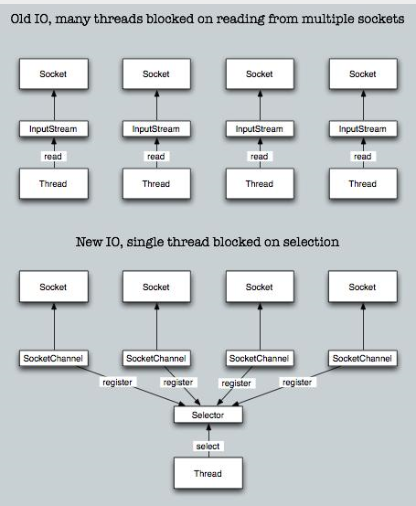 Old IO, many threads blocked on reading from multiple sockets
Socket Socket Socket Socket
InputStream InputStream InputStream InputStream
read read read read
Thread Thread Thread Thread
New IO, single thread blocked on selection
Socket Socket Socket Socket
SocketChannel SocketChannel SocketChannel SocketChannel
register register register register
Selector
select
Thread